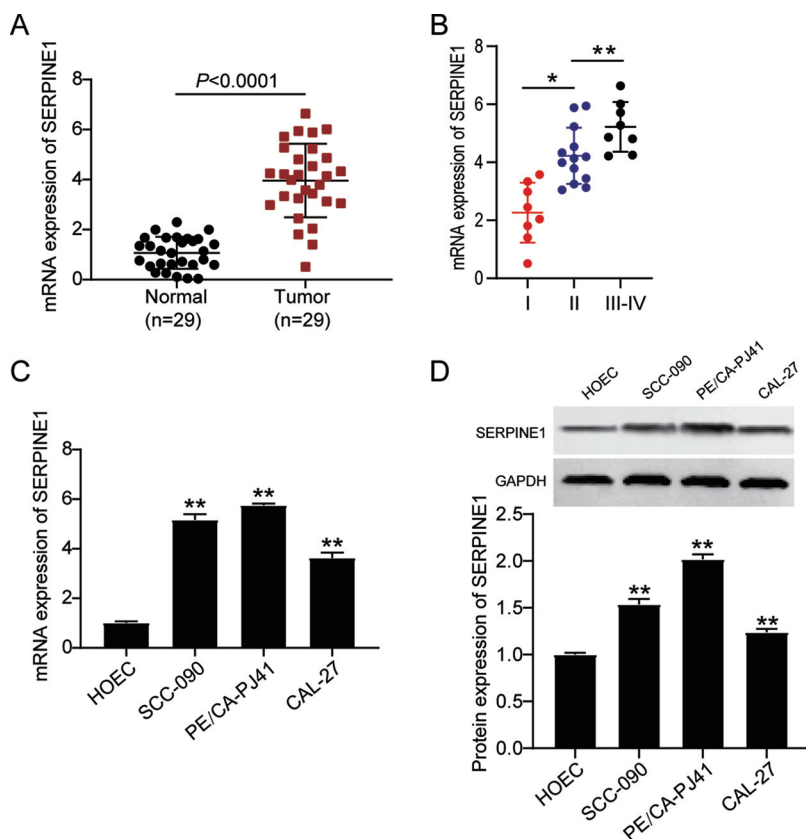 A
mRNA expression of SERPINE1
8
6
4
2
0
P<0.0001
Normal
(n=29)
Tumor
(n=29)
B
mRNA expression of SERPINE1
8
6
4
2
0
*
**
I
II
III-IV
C
mRNA expression of SERPINE1
8
6
4
2
0
**
**
**
HOEC
SCC-090
PE/CA-PJ41
CAL-27
D
HOEC
SCC-090
PE/CA-PJ41
CAL-27
SERPINE1
GAPDH
Protein expression of SERPINE1
2.5
2.0
1.5
1.0
0.0
**
**
**
HOEC
SCC-090
PE/CA-PJ41
CAL-27